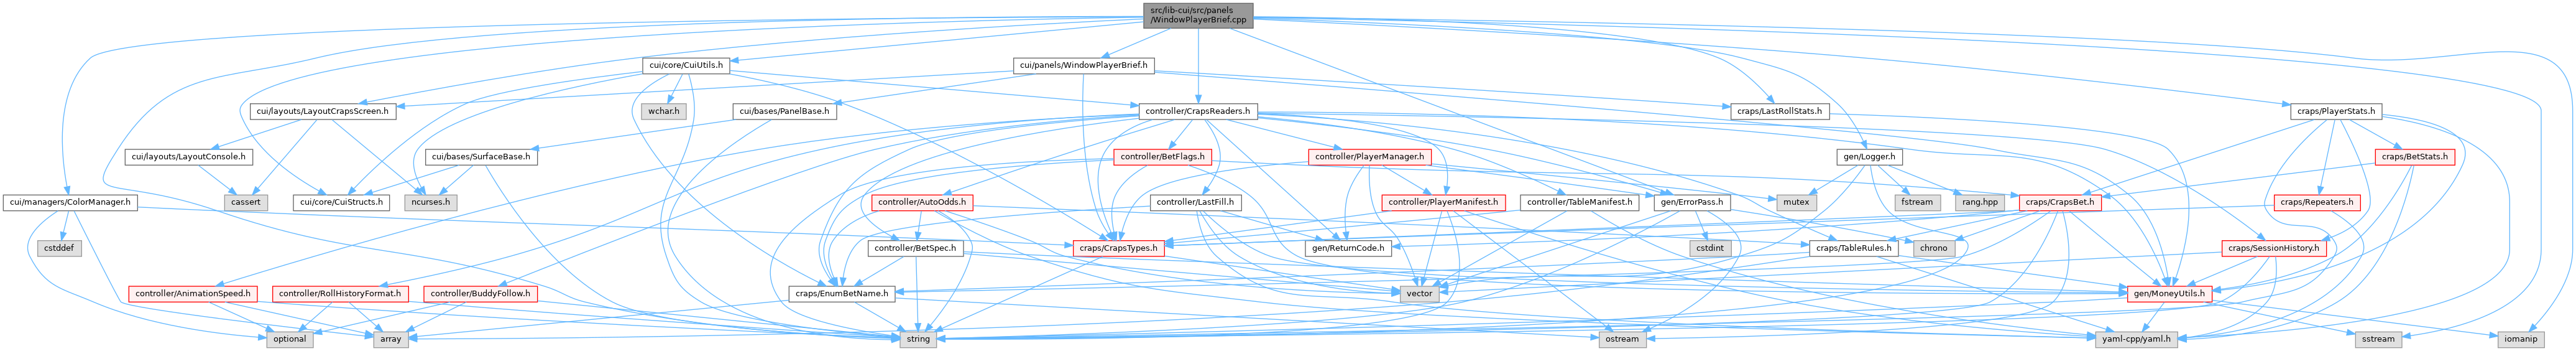 src/lib-cui/src/panels
/WindowPlayerBrief.cpp
cui/core/CuiUtils.h
cui/panels/WindowPlayerBrief.h
wchar.h
cui/layouts/LayoutCrapsScreen.h
cui/bases/PanelBase.h
controller/CrapsReaders.h
craps/LastRollStats.h
craps/PlayerStats.h
cui/layouts/LayoutConsole.h
cui/bases/SurfaceBase.h
controller/BetFlags.h
controller/PlayerManager.h
gen/Logger.h
craps/BetStats.h
cui/managers/ColorManager.h
cassert
cui/core/CuiStructs.h
ncurses.h
controller/AutoOdds.h
controller/LastFill.h
controller/PlayerManifest.h
controller/TableManifest.h
gen/ErrorPass.h
mutex
fstream
rang.hpp
craps/CrapsBet.h
craps/Repeaters.h
cstddef
controller/BetSpec.h
craps/CrapsTypes.h
gen/ReturnCode.h
cstdint
craps/TableRules.h
chrono
craps/SessionHistory.h
controller/AnimationSpeed.h
controller/RollHistoryFormat.h
controller/BuddyFollow.h
craps/EnumBetName.h
vector
gen/MoneyUtils.h
optional
array
string
ostream
yaml-cpp/yaml.h
sstream
iomanip